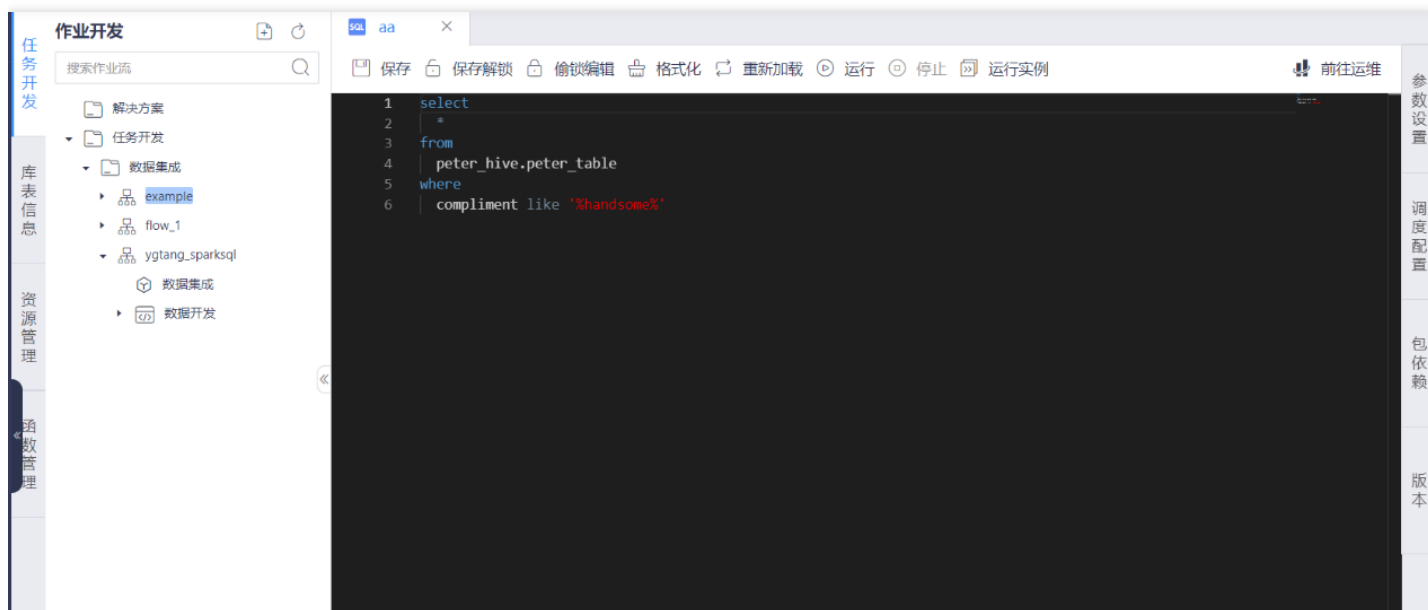 任务开发
库表信息
资源管理
函数管理
作业开发
搜索作业流
解决方案
任务开发
数据集成
example
flow_1
ygtang_sparksql
数据集成
数据开发
SQL aa
保存 保存解锁 偷锁编辑 格式化 重新加载 运行 停止 运行实例 前往运维
1 select
2 *
3 from
4 peter_hive.peter_table
5 where
6 compliment like '%handsome%'
参数设置
调度配置
包依赖
版本